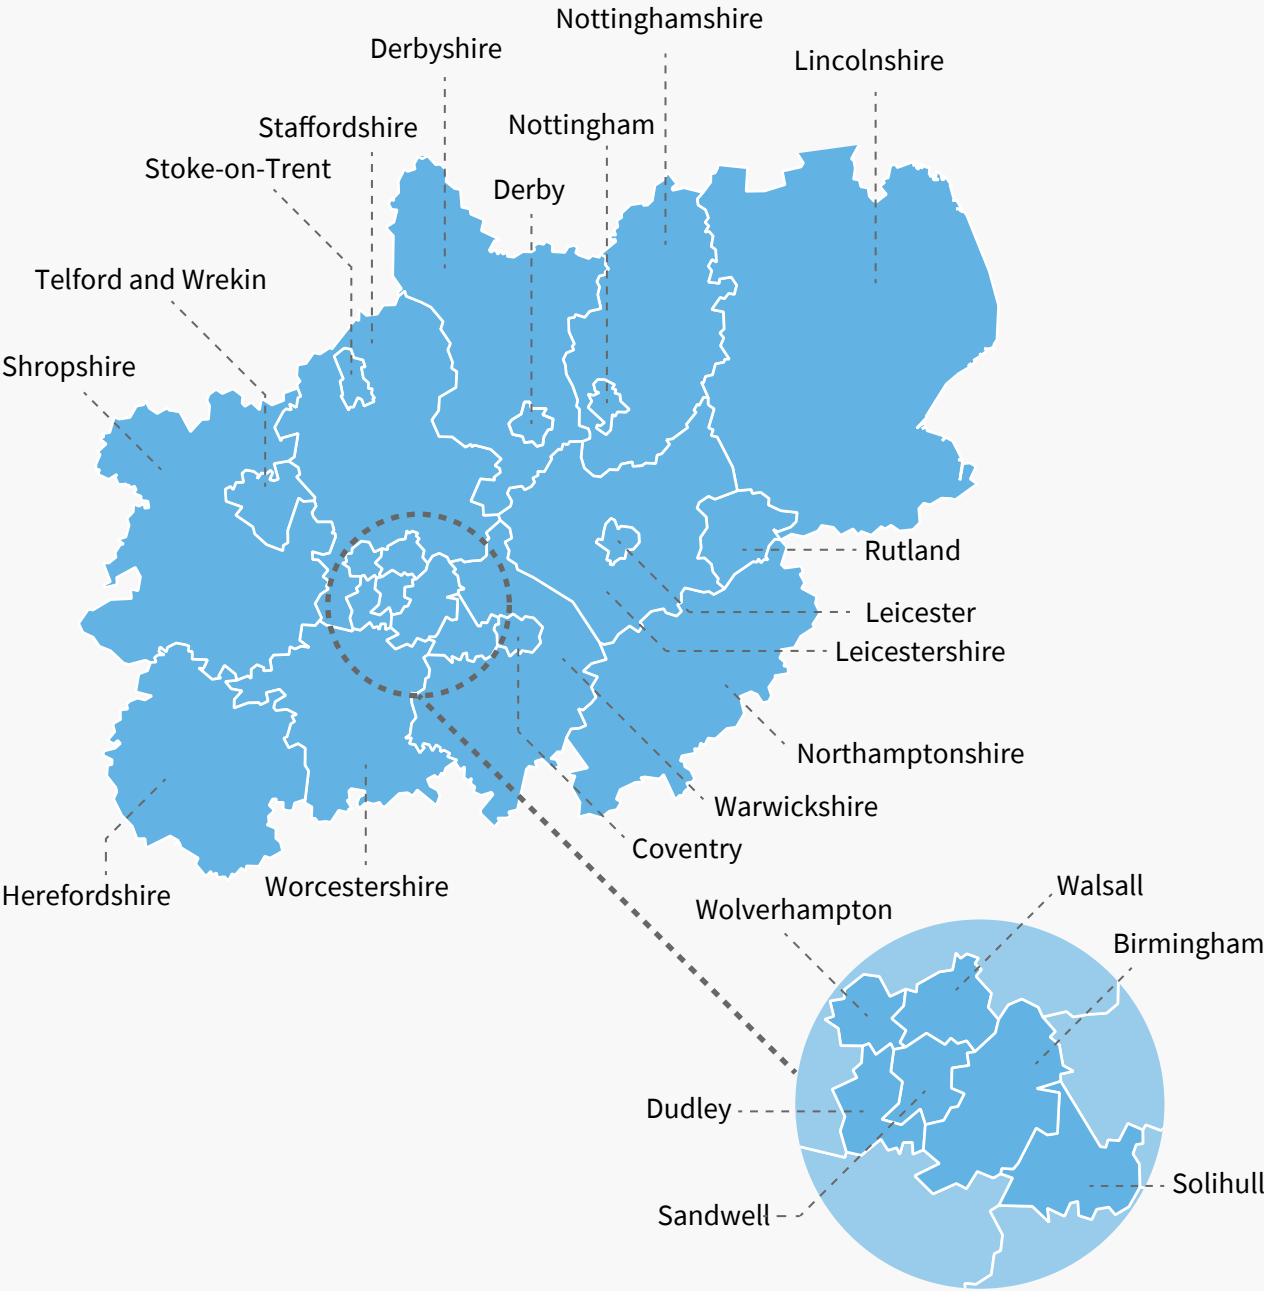 Nottinghamshire
Derbyshire
Lincolnshire
Staffordshire
Nottingham
Stoke-on-Trent
Derby
Telford and Wrekin
Shropshire
Rutland
Leicester
Leicestershire
Northamptonshire
Warwickshire
Coventry
Herefordshire
Worcestershire
Walsall
Wolverhampton
Birmingham
Dudley
Solihull
Sandwell